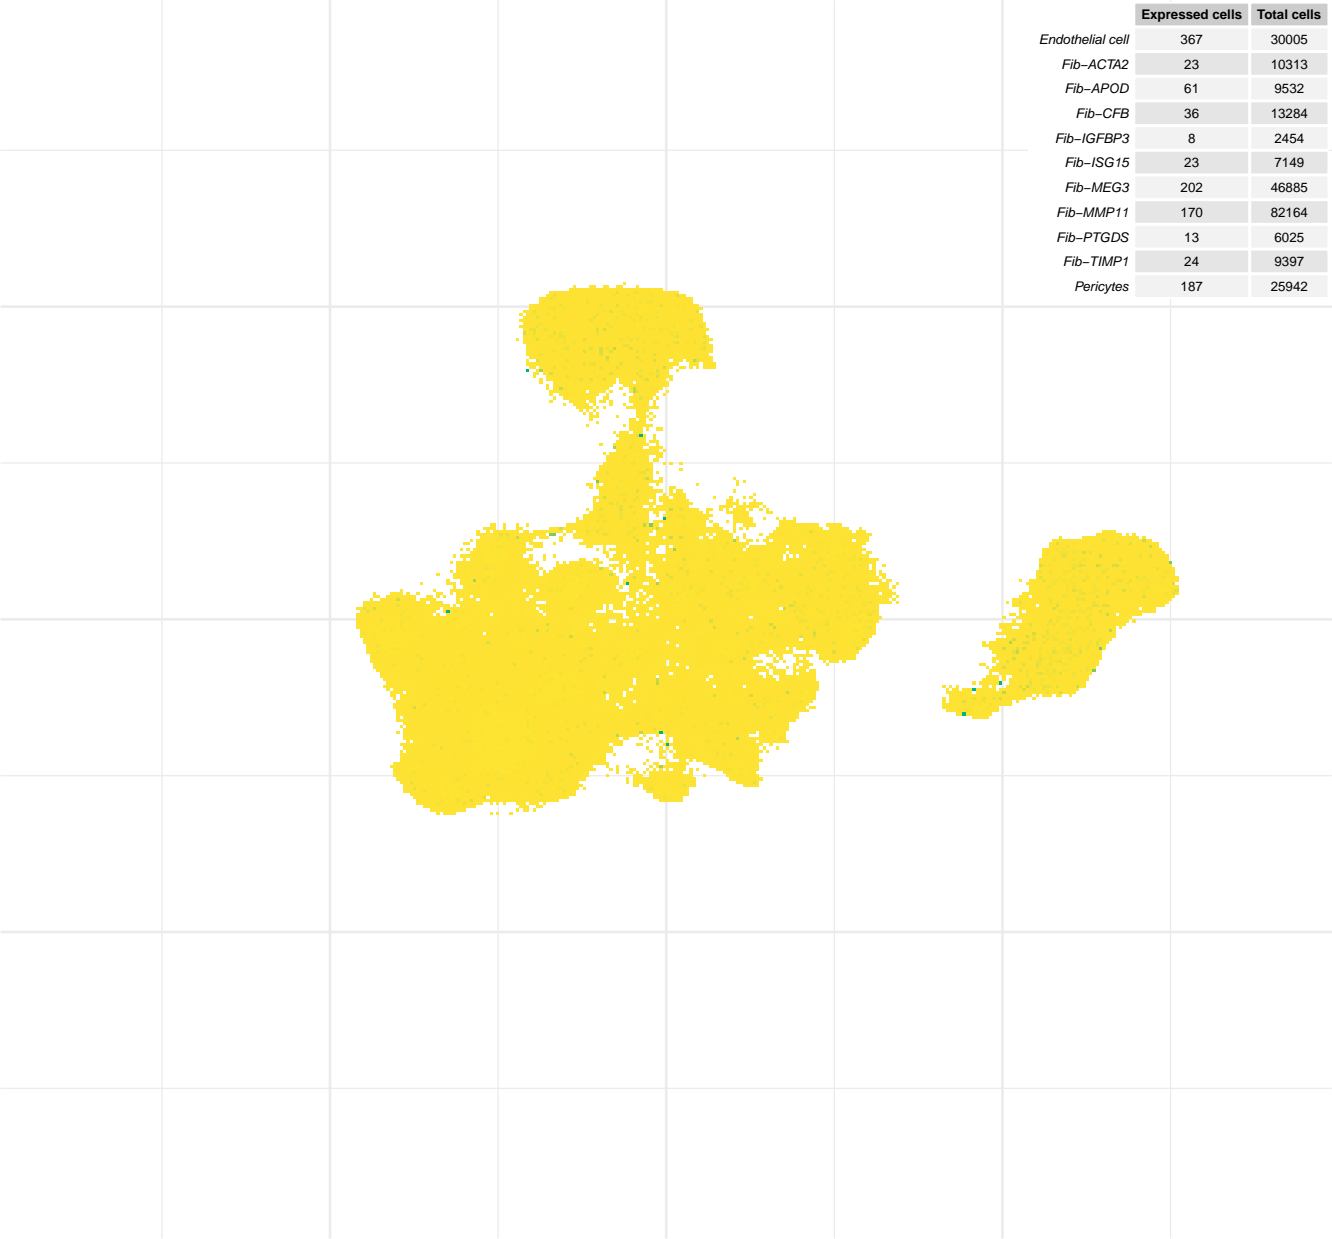 Expressed cells Total cells
Endothelial cell 367 30005
Fib−ACTA2 23 10313
Fib−APOD 61 9532
Fib−CFB 36 13284
Fib−IGFBP3 8 2454
Fib−ISG15 23 7149
Fib−MEG3 202 46885
Fib−MMP11 170 82164
Fib−PTGDS 13 6025
Fib−TIMP1 24 9397
Pericytes 187 25942